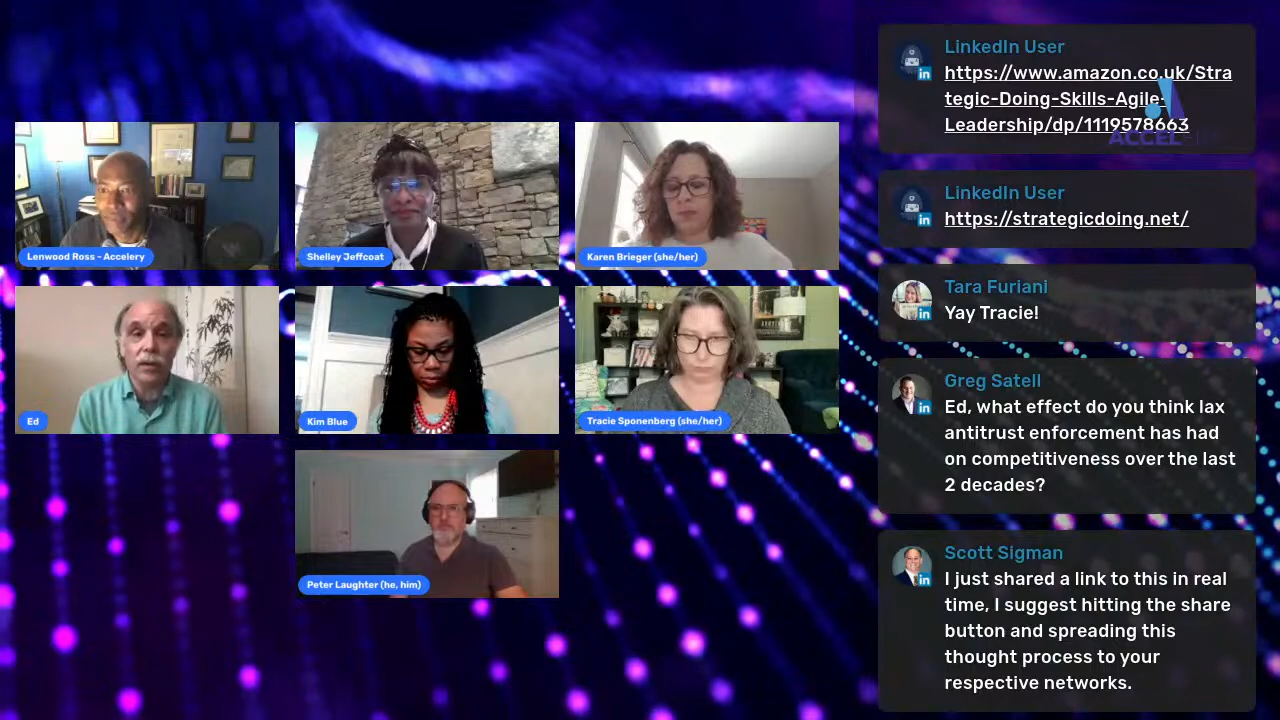 Lenwood Ross - Accelery
Shelley Jeffcoat
Karen Brieger (she/her)
Ed
Kim Blue
Tracie Sponenberg (she/her)
Peter Laughter (he, him)
LinkedIn User
https://www.amazon.co.uk/Stra
tegic-Doing-Skills-Agile-
Leadership/dp/1119578663
LinkedIn User
https://strategicdoing.net/
Tara Furiani
Yay Tracie!
Greg Satell
Ed, what effect do you think lax
antitrust enforcement has had
on competitiveness over the last
2 decades?
Scott Sigman
I just shared a link to this in real
time, I suggest hitting the share
button and spreading this
thought process to your
respective networks.